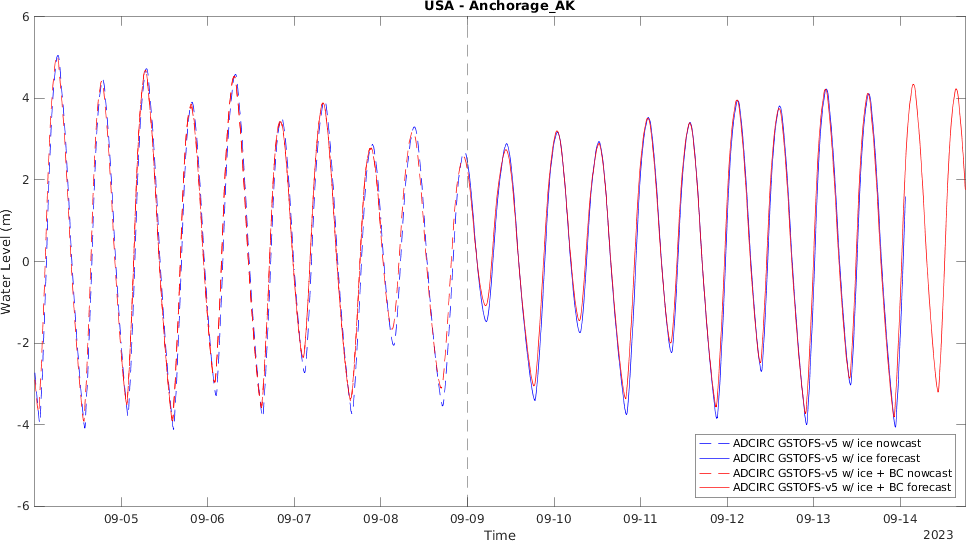 USA - Anchorage_AK
6
4
2
0
-2
-4
-6
Water Level (m)
09-05 09-06 09-07 09-08 09-09 09-10 09-11 09-12 09-13 09-14
Time
2023
ADCIRC GSTOFS-v5 w/ ice nowcast
ADCIRC GSTOFS-v5 w/ ice forecast
ADCIRC GSTOFS-v5 w/ ice + BC nowcast
ADCIRC GSTOFS-v5 w/ ice + BC forecast